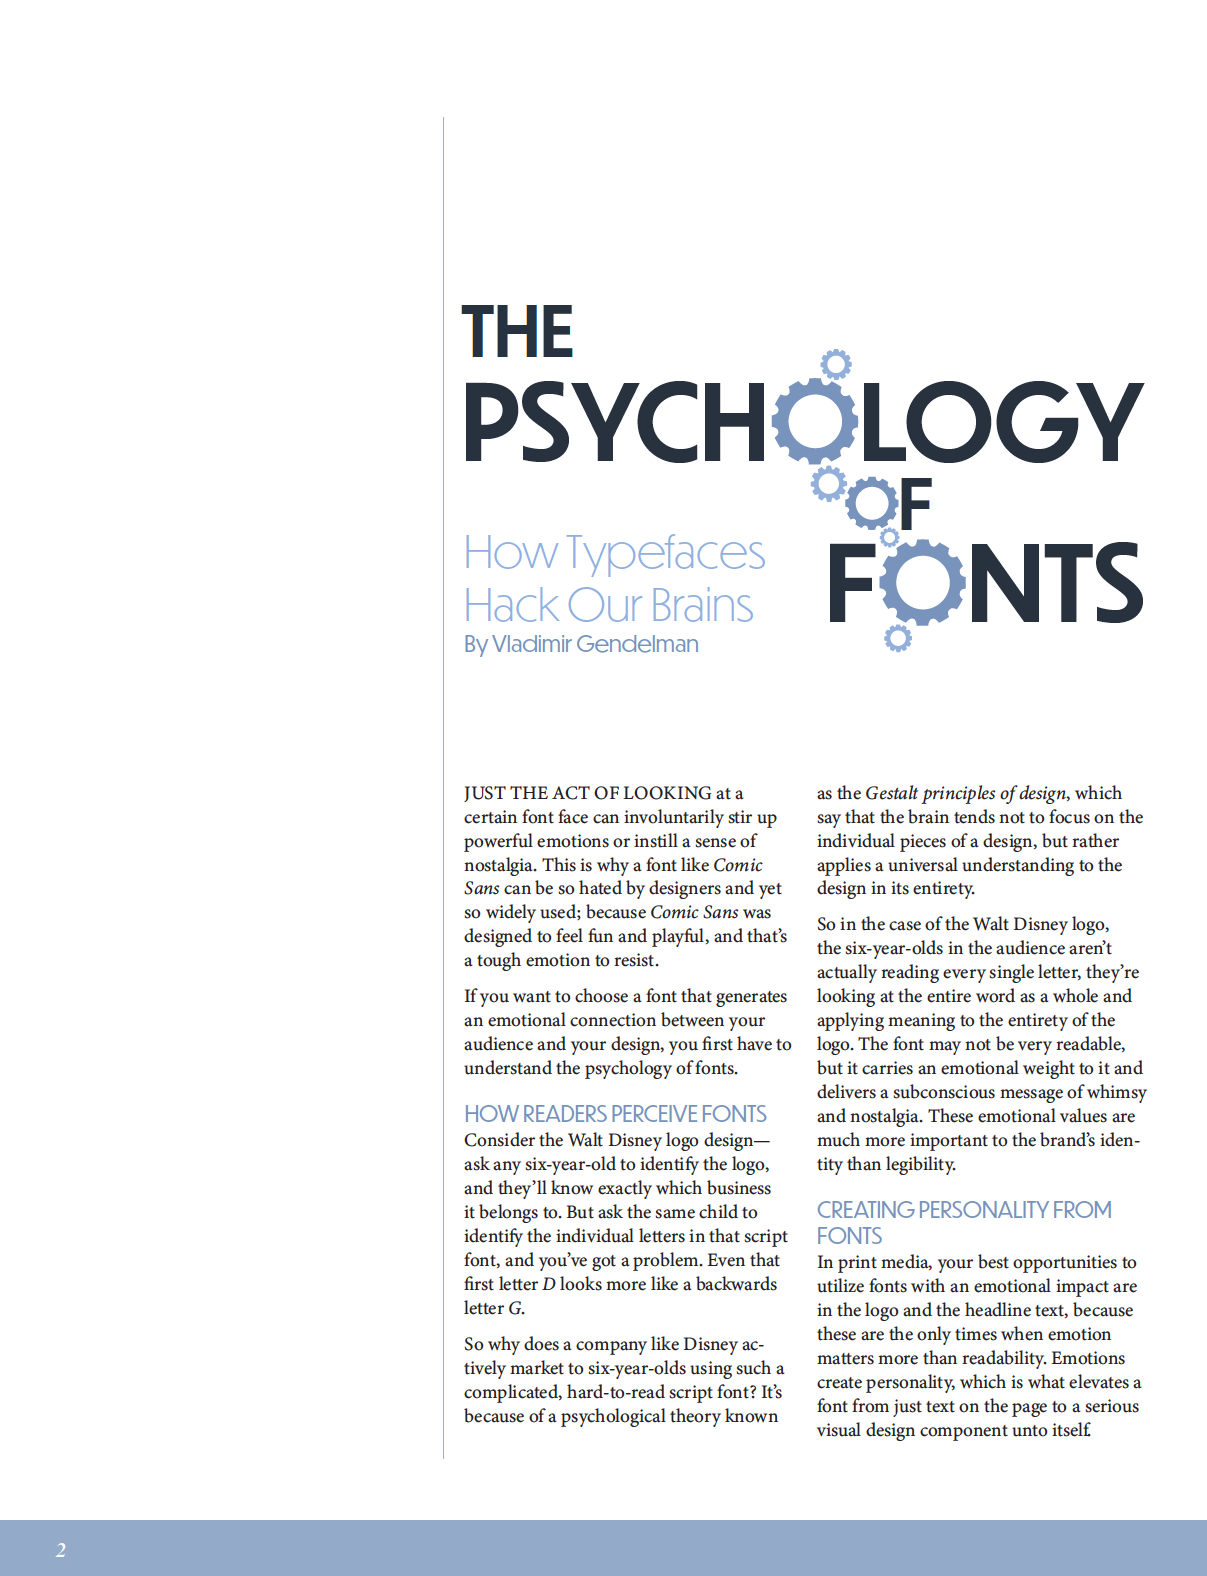 THE
PSYCHOLOGY
OF
FONTS
How Typefaces
Hack Our Brains
By Vladimir Gendelman
JUST THE ACT OF LOOKING at a
certain font face can involuntarily stir up
powerful emotions or instill a sense of
nostalgia. This is why a font like Comic
Sans can be so hated by designers and yet
so widely used; because Comic Sans was
designed to feel fun and playful, and that’s
a tough emotion to resist.
If you want to choose a font that generates
an emotional connection between your
audience and your design, you first have to
understand the psychology of fonts.
HOW READERS PERCEIVE FONTS
Consider the Walt Disney logo design—
ask any six-year-old to identify the logo,
and they’ll know exactly which business
it belongs to. But ask the same child to
identify the individual letters in that script
font, and you’ve got a problem. Even that
first letter D looks more like a backwards
letter G.
So why does a company like Disney ac-
tively market to six-year-olds using such a
complicated, hard-to-read script font? It’s
because of a psychological theory known
as the Gestalt principles of design, which
say that the brain tends not to focus on the
individual pieces of a design, but rather
applies a universal understanding to the
design in its entirety.
So in the case of the Walt Disney logo,
the six-year-olds in the audience aren’t
actually reading every single letter, they’re
looking at the entire word as a whole and
applying meaning to the entirety of the
logo. The font may not be very readable,
but it carries an emotional weight to it and
delivers a subconscious message of whimsy
and nostalgia. These emotional values are
much more important to the brand’s iden-
tity than legibility.
CREATING PERSONALITY FROM
FONTS
In print media, your best opportunities to
utilize fonts with an emotional impact are
in the logo and the headline text, because
these are the only times when emotion
matters more than readability. Emotions
create personality, which is what elevates a
font from just text on the page to a serious
visual design component unto itself.
2